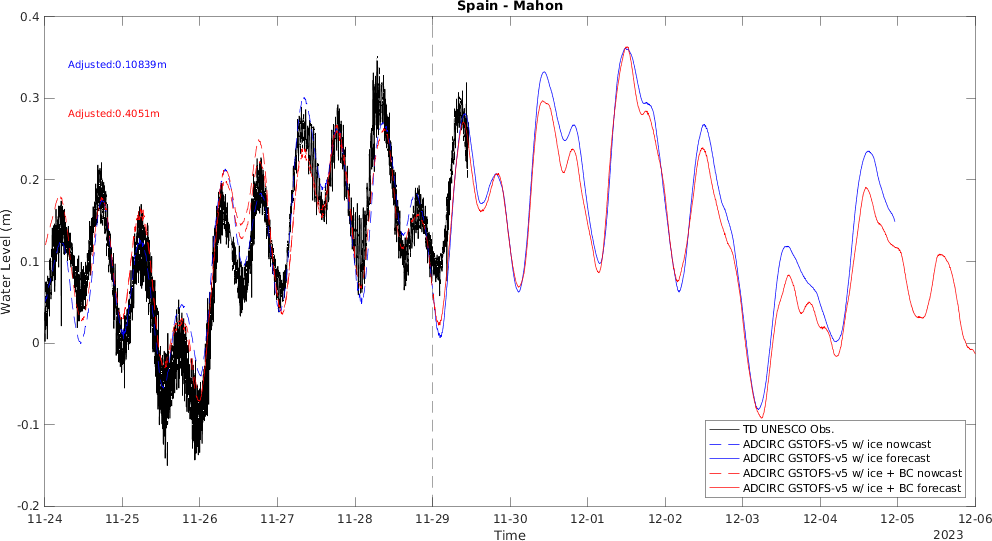 Spain - Mahon
0.4
0.3
0.2
0.1
0
-0.1
-0.2
Water Level (m)
Adjusted:0.10839m
Adjusted:0.4051m
TD UNESCO Obs.
ADCIRC GSTOFS-v5 w/ ice nowcast
ADCIRC GSTOFS-v5 w/ ice forecast
ADCIRC GSTOFS-v5 w/ ice + BC nowcast
ADCIRC GSTOFS-v5 w/ ice + BC forecast
11-24 11-25 11-26 11-27 11-28 11-29 11-30 12-01 12-02 12-03 12-04 12-05 12-06
Time
2023